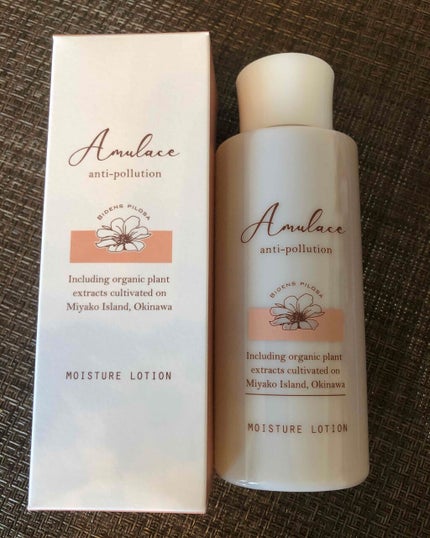 Amulace
anti-pollution
BIDENS PILOSA
Including organic plant
extracts cultivated on
Miyako Island, Okinawa
MOISTURE LOTION
Amulace
anti-pollution
BIDENS PILOSA
Including organic plant
extracts cultivated on
Miyako Island, Okinawa
MOISTURE LOTION